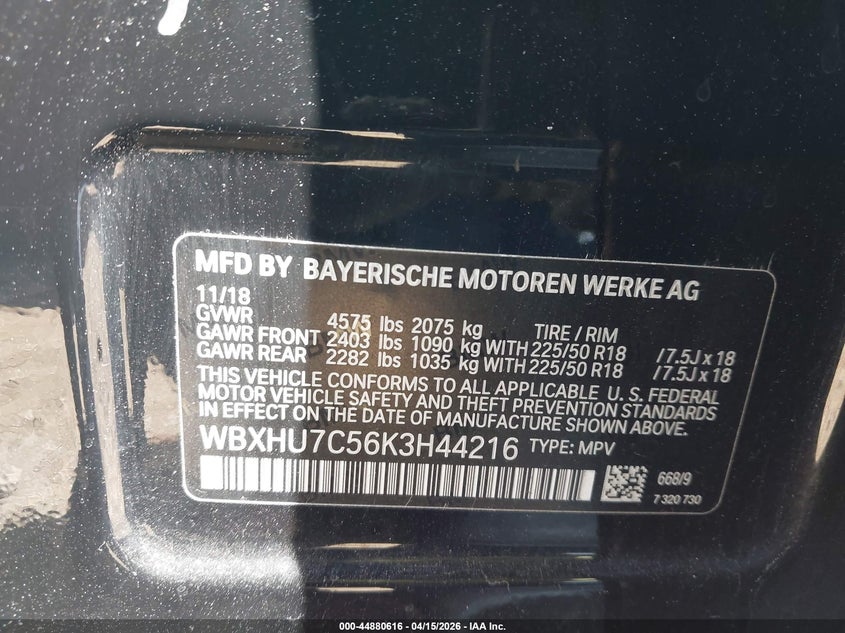 MFD BY BAYERISCHE MOTOREN WERKE AG
11/18
GVWR 4575 lbs 2075 kg TIRE / RIM
GAWR FRONT 2403 lbs 1090 kg WITH 225/50 R18 /7.5J x 18
GAWR REAR 2282 lbs 1035 kg WITH 225/50 R18 /7.5J x 18
THIS VEHICLE CONFORMS TO ALL APPLICABLE U. S. FEDERAL
MOTOR VEHICLE SAFETY AND THEFT PREVENTION STANDARDS
IN EFFECT ON THE DATE OF MANUFACTURE SHOWN ABOVE.
WBXHU7C56K3H44216 TYPE: MPV
668/9
7 320 730
000-44880616 - 04/15/2026 - IAA Inc.